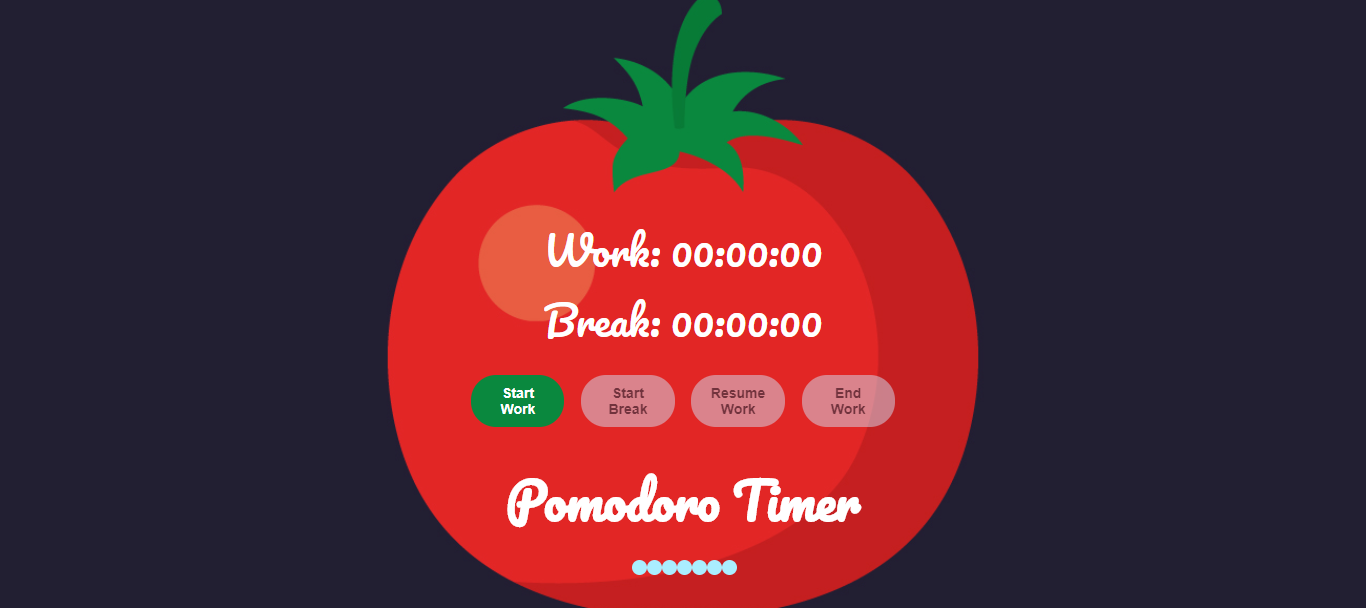 Work: 00:00:00
Break: 00:00:00
Start Work
Start Break
Resume Work
End Work
Pomodoro Timer